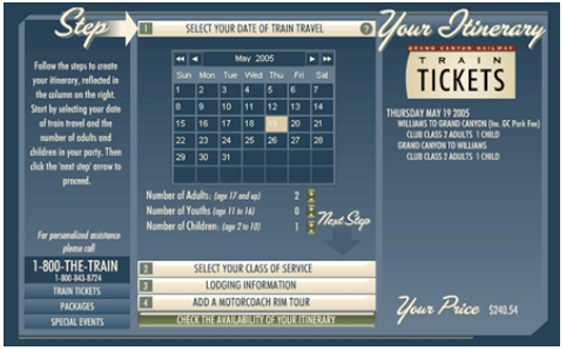 Step
Follow the steps to create
your itinerary, reflected in
the column on the right.
Start by selecting your date
of train travel and the
number of adults and
children in your party. Then
click the 'next step' arrow to
proceed.
For personalized assistance
please call
1-800-THE-TRAIN
1-800-843-8724
TRAIN TICKETS
PACKAGES
SPECIAL EVENTS
1 SELECT YOUR DATE OF TRAIN TRAVEL ?
May 2005
Sun Mon Tue Wed Thu Fri Sat
1 2 3 4 5 6 7
8 9 10 11 12 13 14
15 16 17 18 19 20 21
22 23 24 25 26 27 28
29 30 31
Number of Adults: (age 17 and up) 2
Number of Youths (age 11 to 16) 0
Number of Children: (age 2 to 10) 1
Next Step
2 SELECT YOUR CLASS OF SERVICE
3 LODGING INFORMATION
4 ADD A MOTORCOACH RIM TOUR
CHECK THE AVAILABILITY OF YOUR ITINERARY
Your Itinerary
GRAND CANYON RAILWAY
TRAIN
TICKETS
THURSDAY MAY 19 2005
WILLIAMS TO GRAND CANYON (Inc. GC Park Fee)
CLUB CLASS 2 ADULTS 1 CHILD
GRAND CANYON TO WILLIAMS
CLUB CLASS 2 ADULTS 1 CHILD
Your Price $240.54